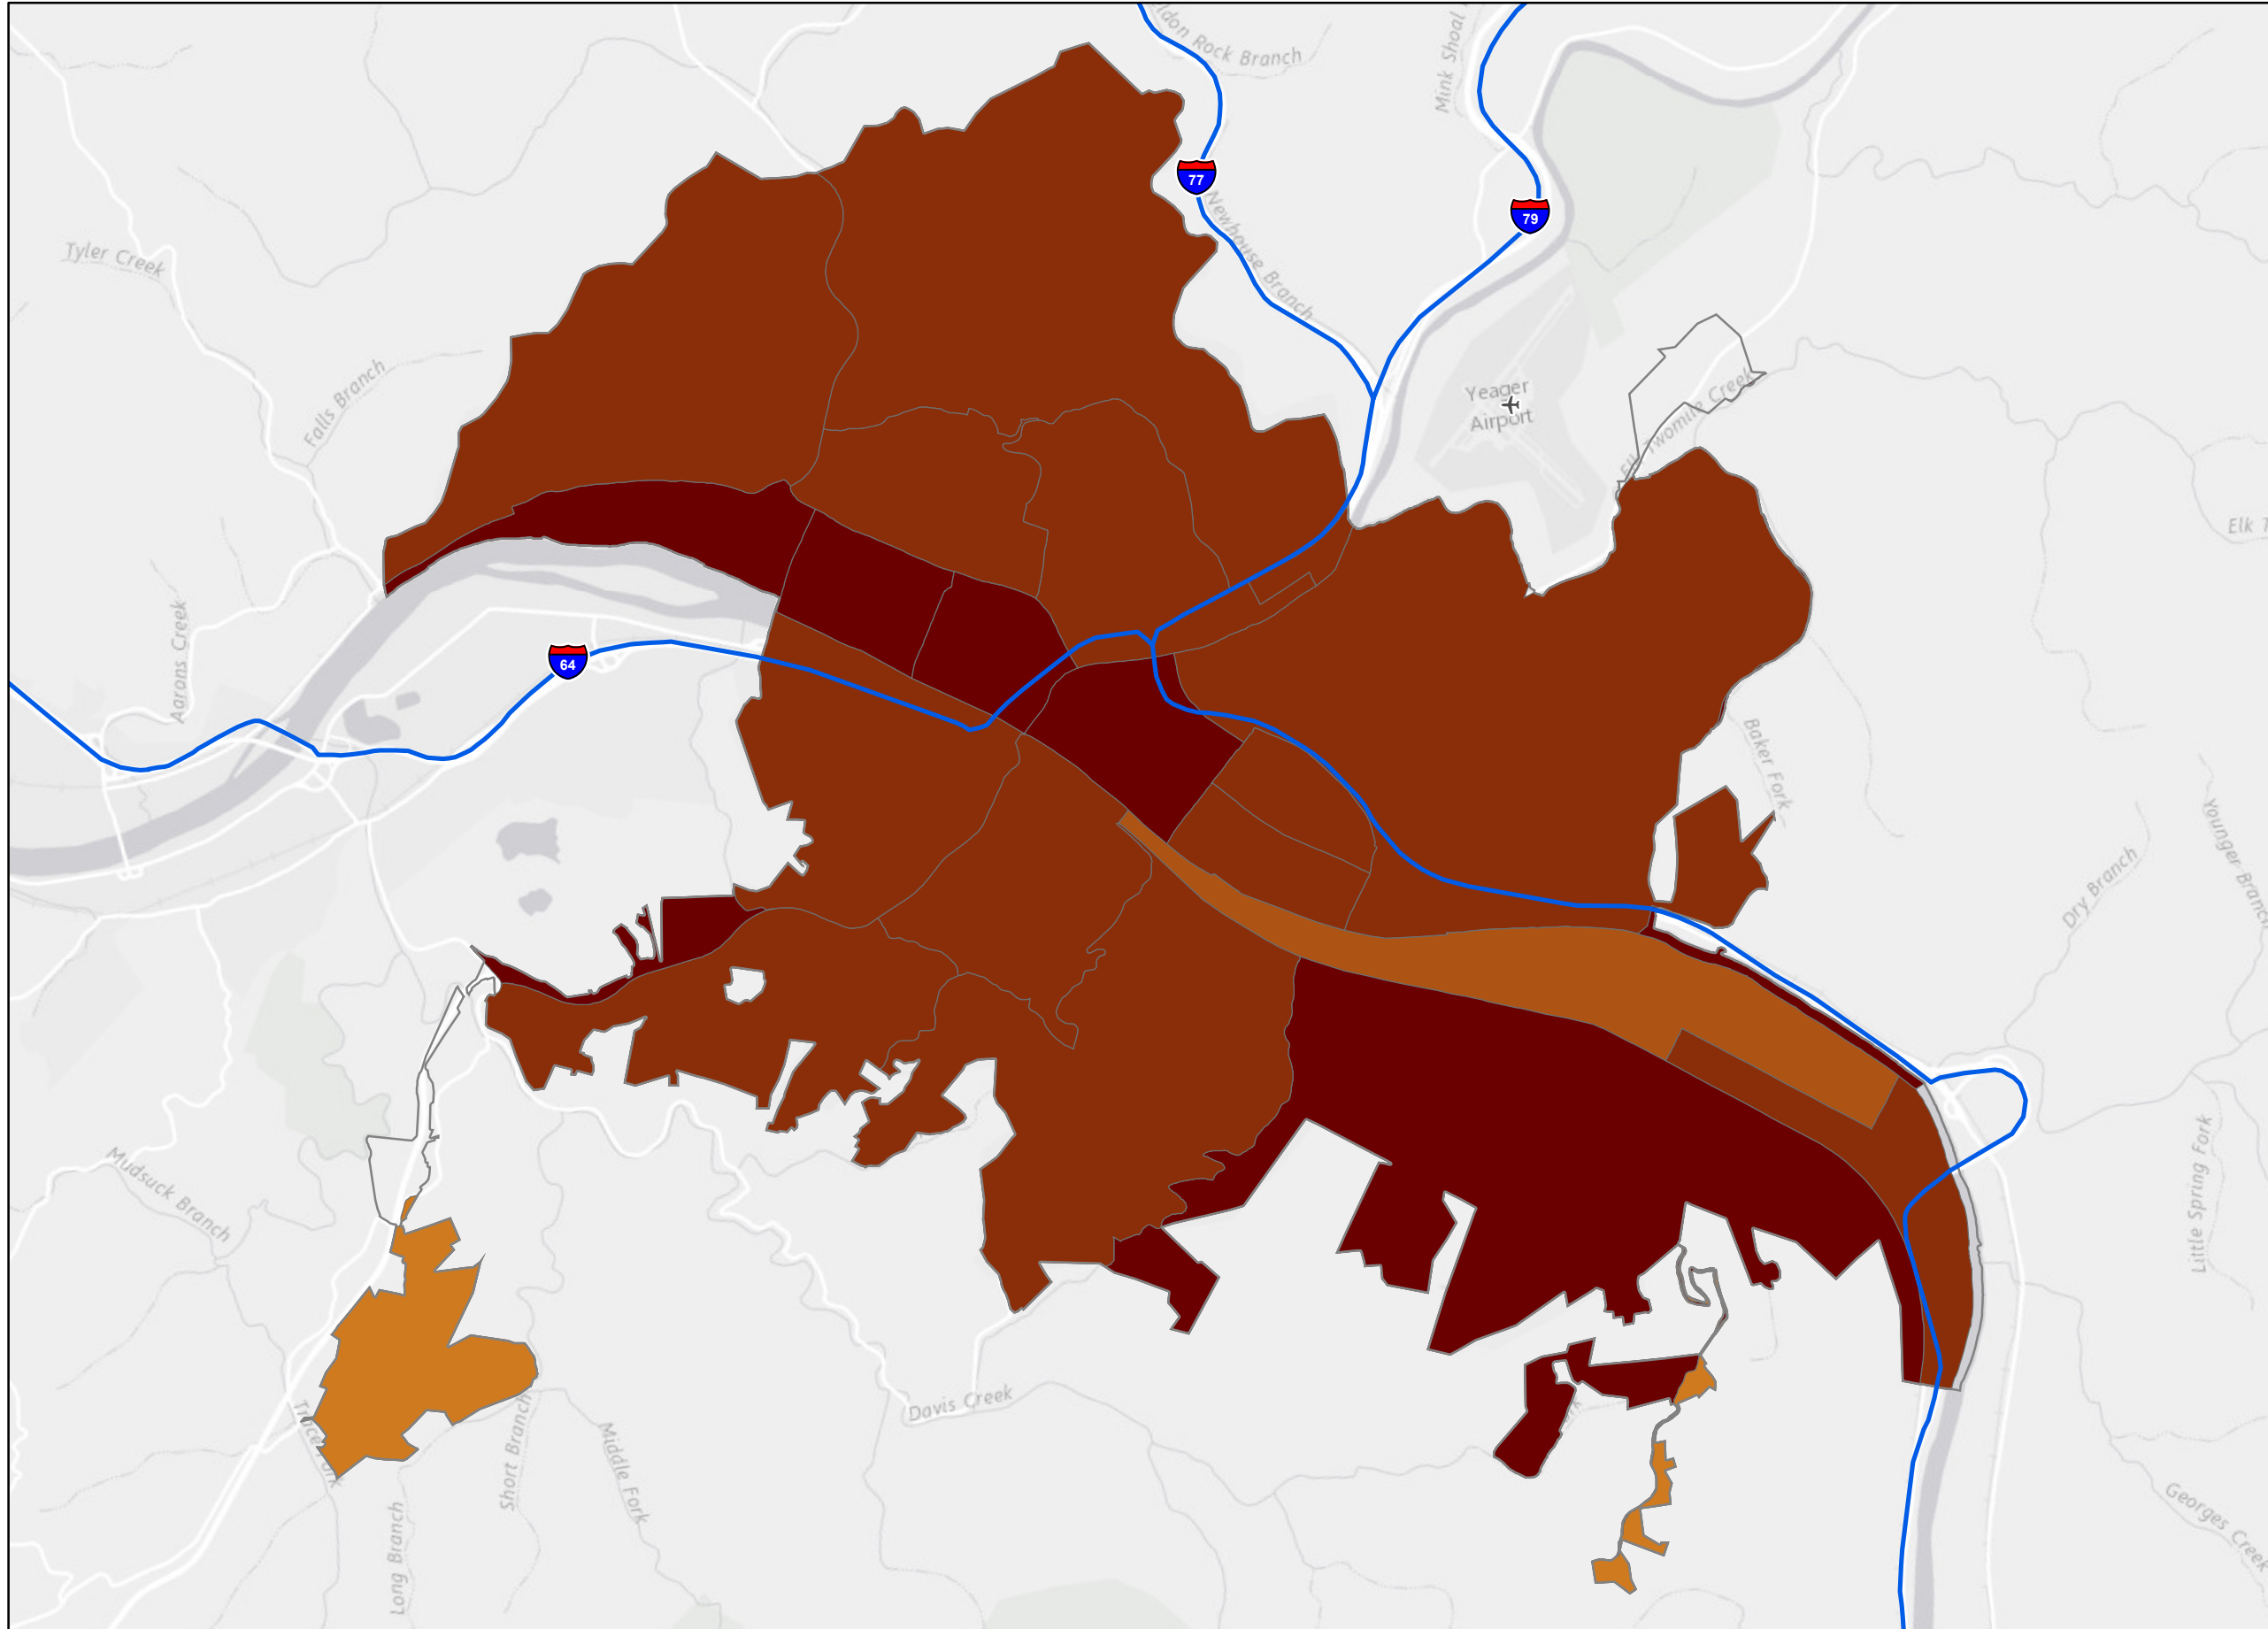 Rock Branch
Mink Shoal
77
79
Newhouse Branch
Tyler Creek
Falls Branch
Yeager
Airport
Elk Twomile Creek
Aarons Creek
64
Baker Fork
Dry Branch
Younger Branch
Mudsuck Branch
Little Spring Fork
Davis Creek
Short Branch
Middle Fork
Long Branch
Georges Creek